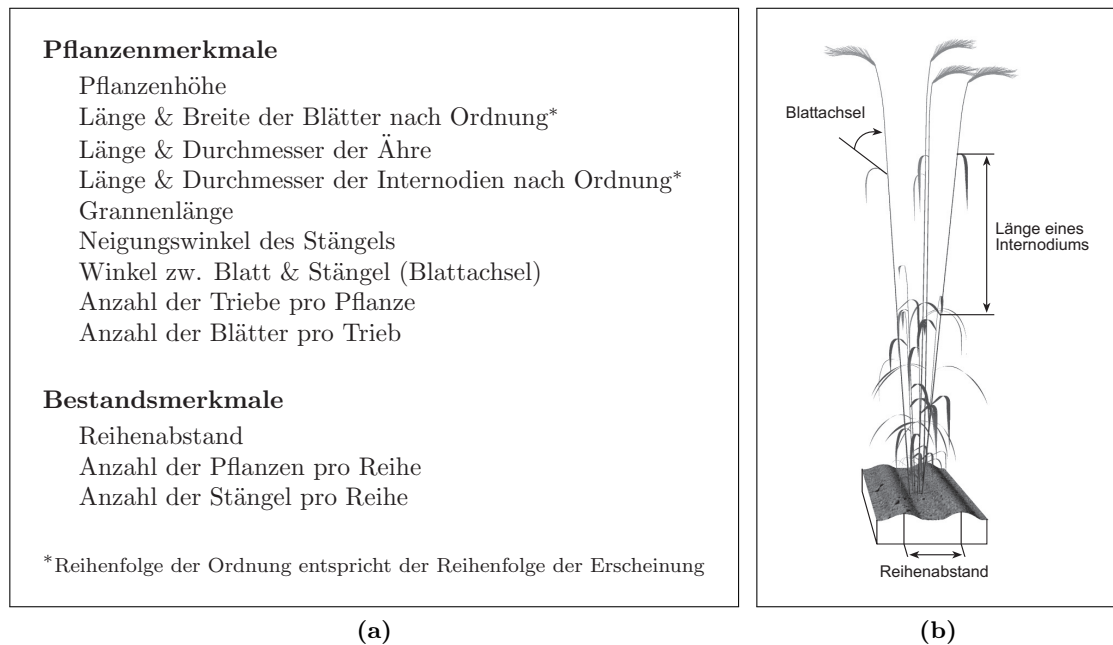 Pflanzenmerkmale
Pflanzenhöhe
Länge & Breite der Blätter nach Ordnung*
Länge & Durchmesser der Ähre
Länge & Durchmesser der Internodien nach Ordnung*
Grannenlänge
Neigungswinkel des Stängels
Winkel zw. Blatt & Stängel (Blattachsel)
Anzahl der Triebe pro Pflanze
Anzahl der Blätter pro Trieb
Bestandsmerkmale
Reihenabstand
Anzahl der Pflanzen pro Reihe
Anzahl der Stängel pro Reihe
*Reihenfolge der Ordnung entspricht der Reihenfolge der Erscheinung
(a)
Blattachsel
Länge eines
Internodiums
Reihenabstand
(b)